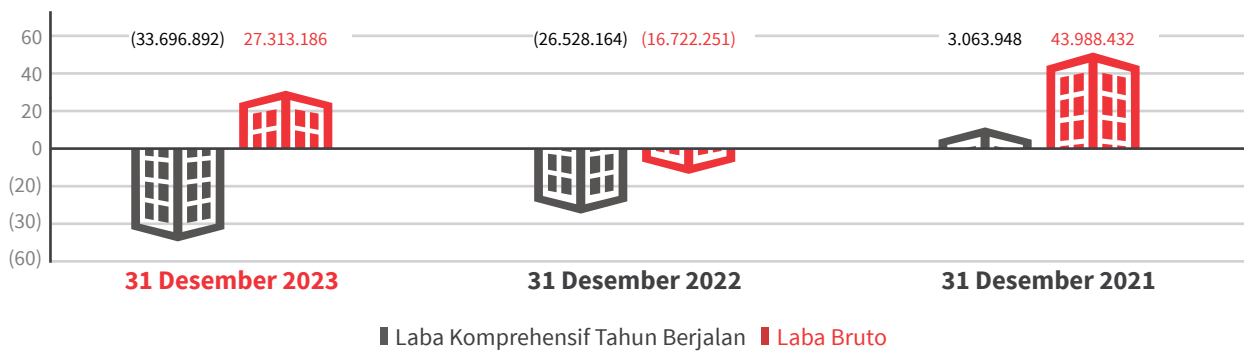 60
40
20
0
(20)
(30)
(60)
(33.696.892) 27.313.186
(26.528.164) (16.722.251)
3.063.948 43.988.432
31 Desember 2023
31 Desember 2022
31 Desember 2021
Laba Komprehensif Tahun Berjalan Laba Bruto